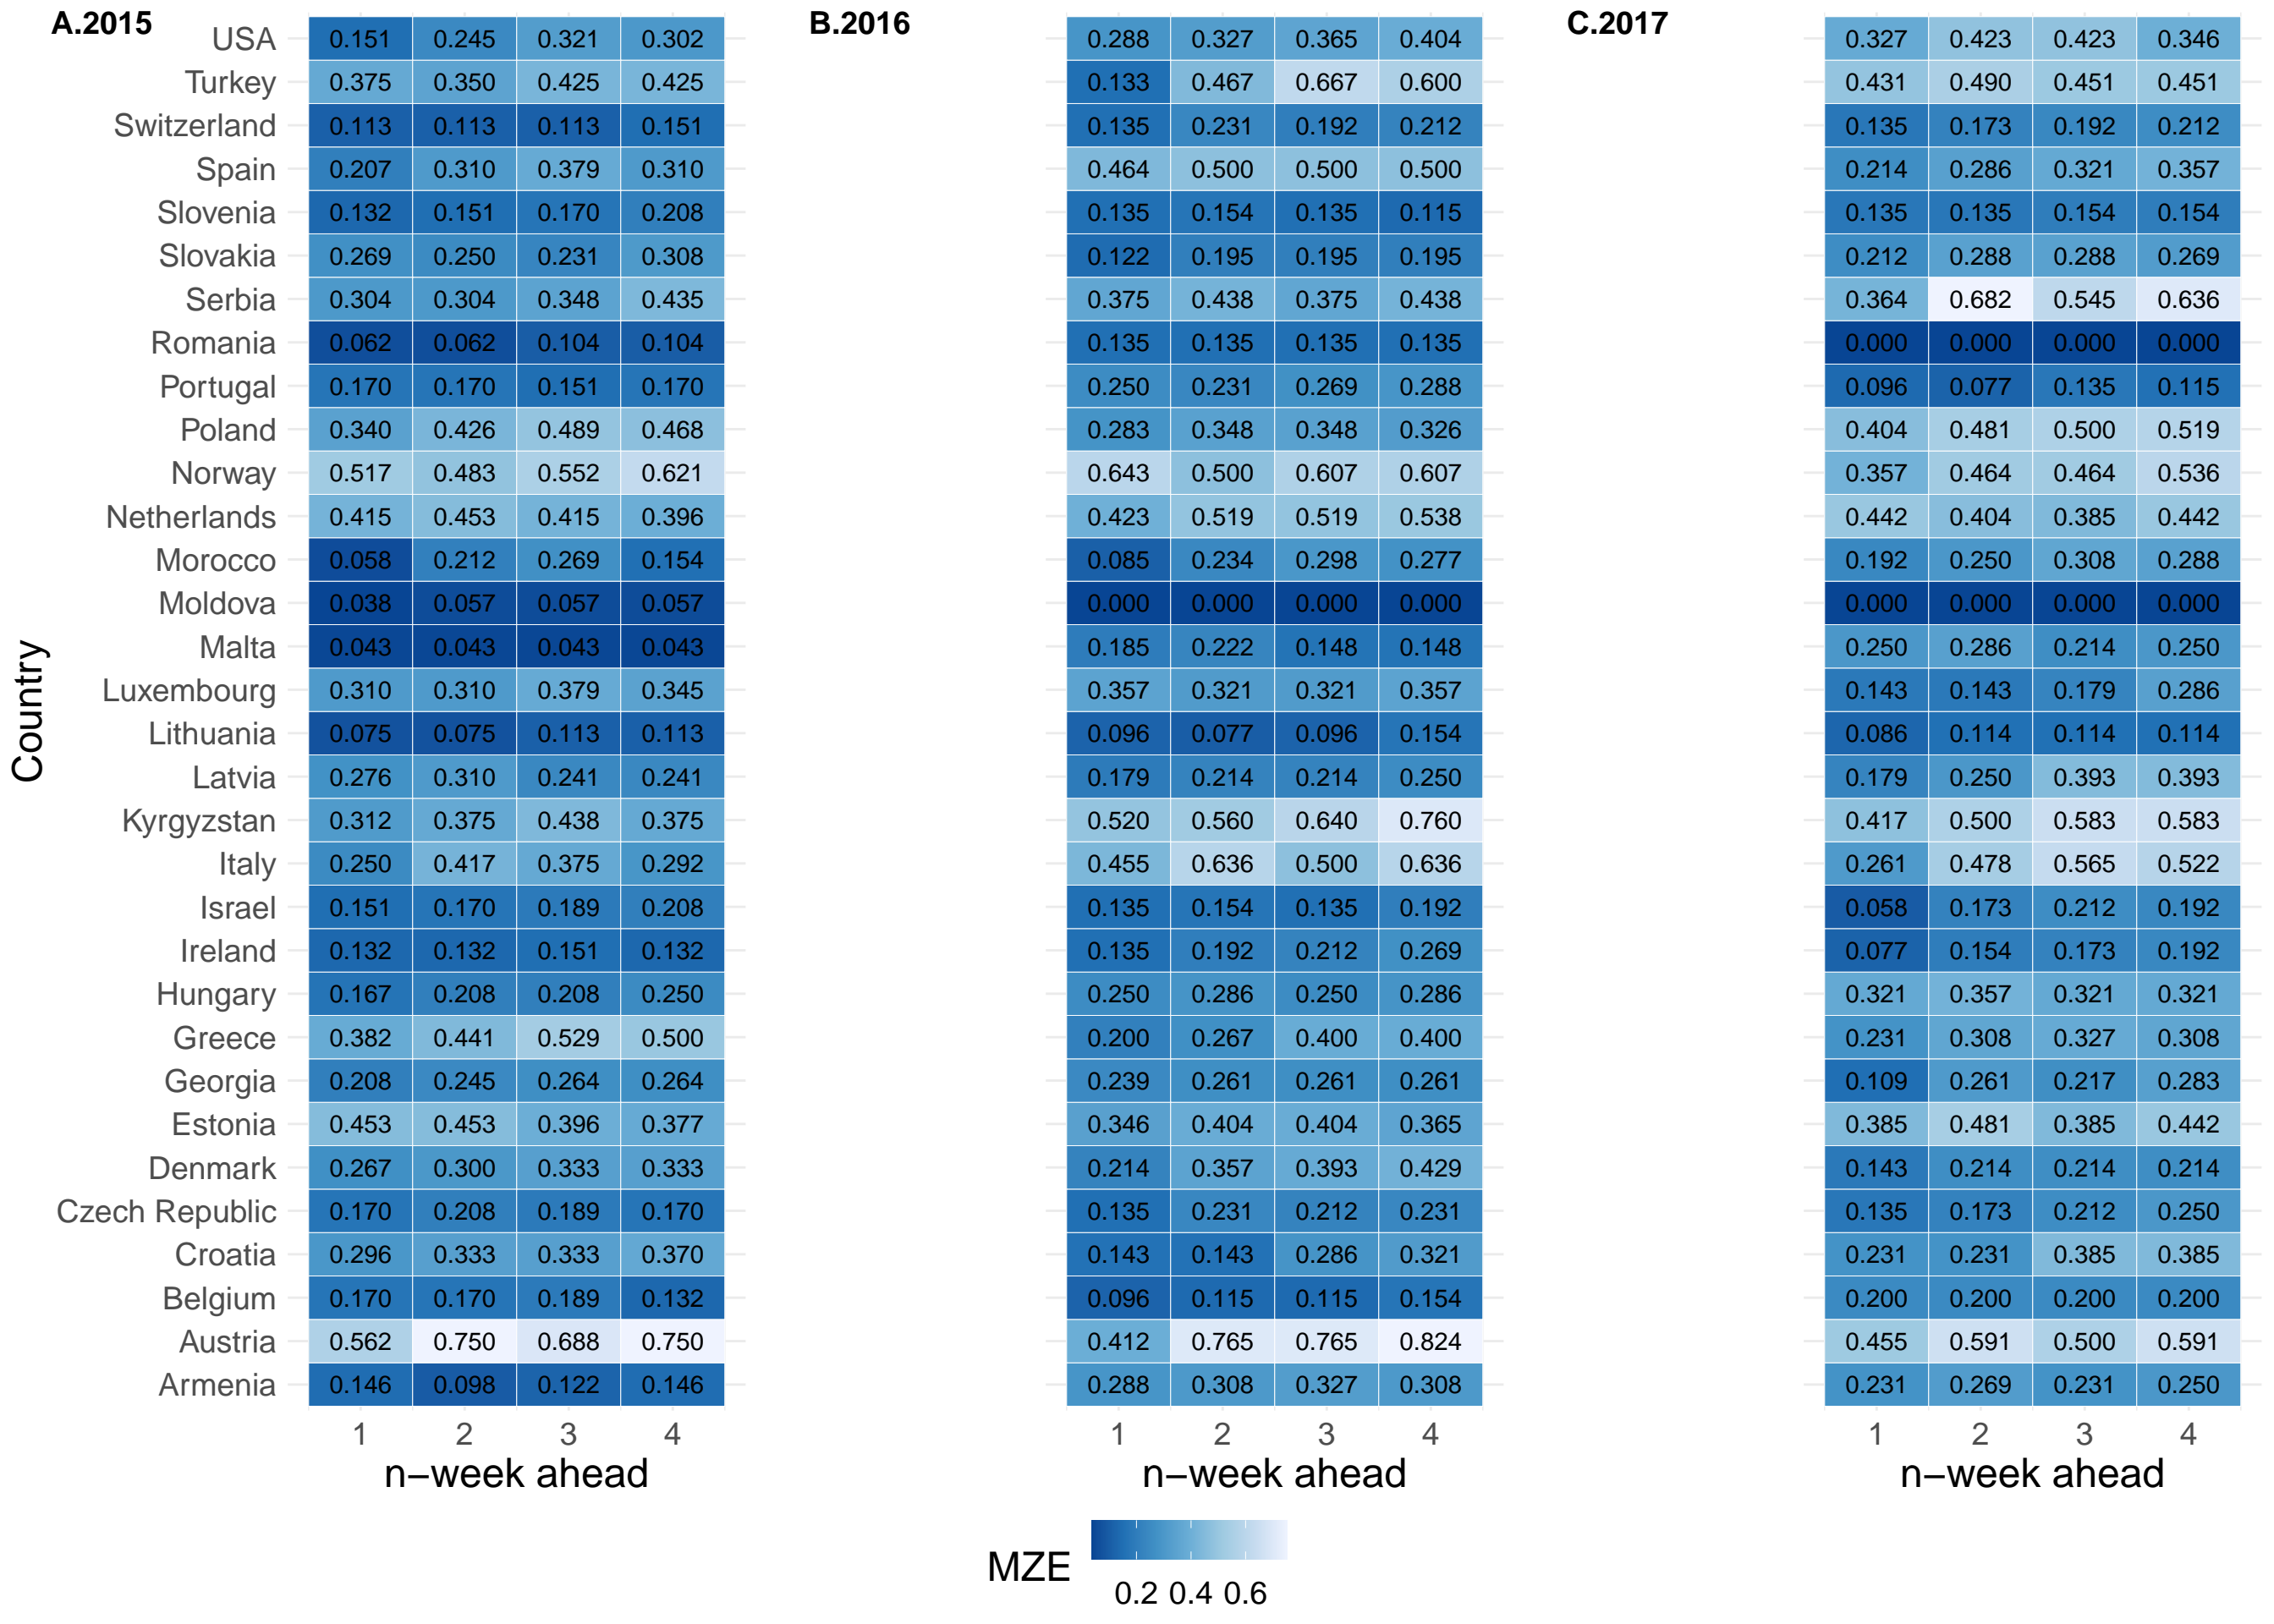 A.2015 B.2016 C.2017
USA 0.151 0.245 0.321 0.302 0.288 0.327 0.365 0.404 0.327 0.423 0.423 0.346
Turkey 0.375 0.350 0.425 0.425 0.133 0.467 0.667 0.600 0.431 0.490 0.451 0.451
Switzerland 0.113 0.113 0.113 0.151 0.135 0.231 0.192 0.212 0.135 0.173 0.192 0.212
Spain 0.207 0.310 0.379 0.310 0.464 0.500 0.500 0.500 0.214 0.286 0.321 0.357
Slovenia 0.132 0.151 0.170 0.208 0.135 0.154 0.135 0.115 0.135 0.135 0.154 0.154
Slovakia 0.269 0.250 0.231 0.308 0.122 0.195 0.195 0.195 0.212 0.288 0.288 0.269
Serbia 0.304 0.304 0.348 0.435 0.375 0.438 0.375 0.438 0.364 0.682 0.545 0.636
Romania 0.062 0.062 0.104 0.104 0.135 0.135 0.135 0.135 0.000 0.000 0.000 0.000
Portugal 0.170 0.170 0.151 0.170 0.250 0.231 0.269 0.288 0.096 0.077 0.135 0.115
Poland 0.340 0.426 0.489 0.468 0.283 0.348 0.348 0.326 0.404 0.481 0.500 0.519
Norway 0.517 0.483 0.552 0.621 0.643 0.500 0.607 0.607 0.357 0.464 0.464 0.536
Netherlands 0.415 0.453 0.415 0.396 0.423 0.519 0.519 0.538 0.442 0.404 0.385 0.442
Morocco 0.058 0.212 0.269 0.154 0.085 0.234 0.298 0.277 0.192 0.250 0.308 0.288
Moldova 0.038 0.057 0.057 0.057 0.000 0.000 0.000 0.000 0.000 0.000 0.000 0.000
Malta 0.043 0.043 0.043 0.043 0.185 0.222 0.148 0.148 0.250 0.286 0.214 0.250
Luxembourg 0.310 0.310 0.379 0.345 0.357 0.321 0.321 0.357 0.143 0.143 0.179 0.286
Lithuania 0.075 0.075 0.113 0.113 0.096 0.077 0.096 0.154 0.086 0.114 0.114 0.114
Latvia 0.276 0.310 0.241 0.241 0.179 0.214 0.214 0.250 0.179 0.250 0.393 0.393
Kyrgyzstan 0.312 0.375 0.438 0.375 0.520 0.560 0.640 0.760 0.417 0.500 0.583 0.583
Italy 0.250 0.417 0.375 0.292 0.455 0.636 0.500 0.636 0.261 0.478 0.565 0.522
Israel 0.151 0.170 0.189 0.208 0.135 0.154 0.135 0.192 0.058 0.173 0.212 0.192
Ireland 0.132 0.132 0.151 0.132 0.135 0.192 0.212 0.269 0.077 0.154 0.173 0.192
Hungary 0.167 0.208 0.208 0.250 0.250 0.286 0.250 0.286 0.321 0.357 0.321 0.321
Greece 0.382 0.441 0.529 0.500 0.200 0.267 0.400 0.400 0.231 0.308 0.327 0.308
Georgia 0.208 0.245 0.264 0.264 0.239 0.261 0.261 0.261 0.109 0.261 0.217 0.283
Estonia 0.453 0.453 0.396 0.377 0.346 0.404 0.404 0.365 0.385 0.481 0.385 0.442
Denmark 0.267 0.300 0.333 0.333 0.214 0.357 0.393 0.429 0.143 0.214 0.214 0.214
Czech Republic 0.170 0.208 0.189 0.170 0.135 0.231 0.212 0.231 0.135 0.173 0.212 0.250
Croatia 0.296 0.333 0.333 0.370 0.143 0.143 0.286 0.321 0.231 0.231 0.385 0.385
Belgium 0.170 0.170 0.189 0.132 0.096 0.115 0.115 0.154 0.200 0.200 0.200 0.200
Austria 0.562 0.750 0.688 0.750 0.412 0.765 0.765 0.824 0.455 0.591 0.500 0.591
Armenia 0.146 0.098 0.122 0.146 0.288 0.308 0.327 0.308 0.231 0.269 0.231 0.250
Country
1 2 3 4 1 2 3 4 1 2 3 4
n−week ahead n−week ahead n−week ahead
MZE
0.2 0.4 0.6